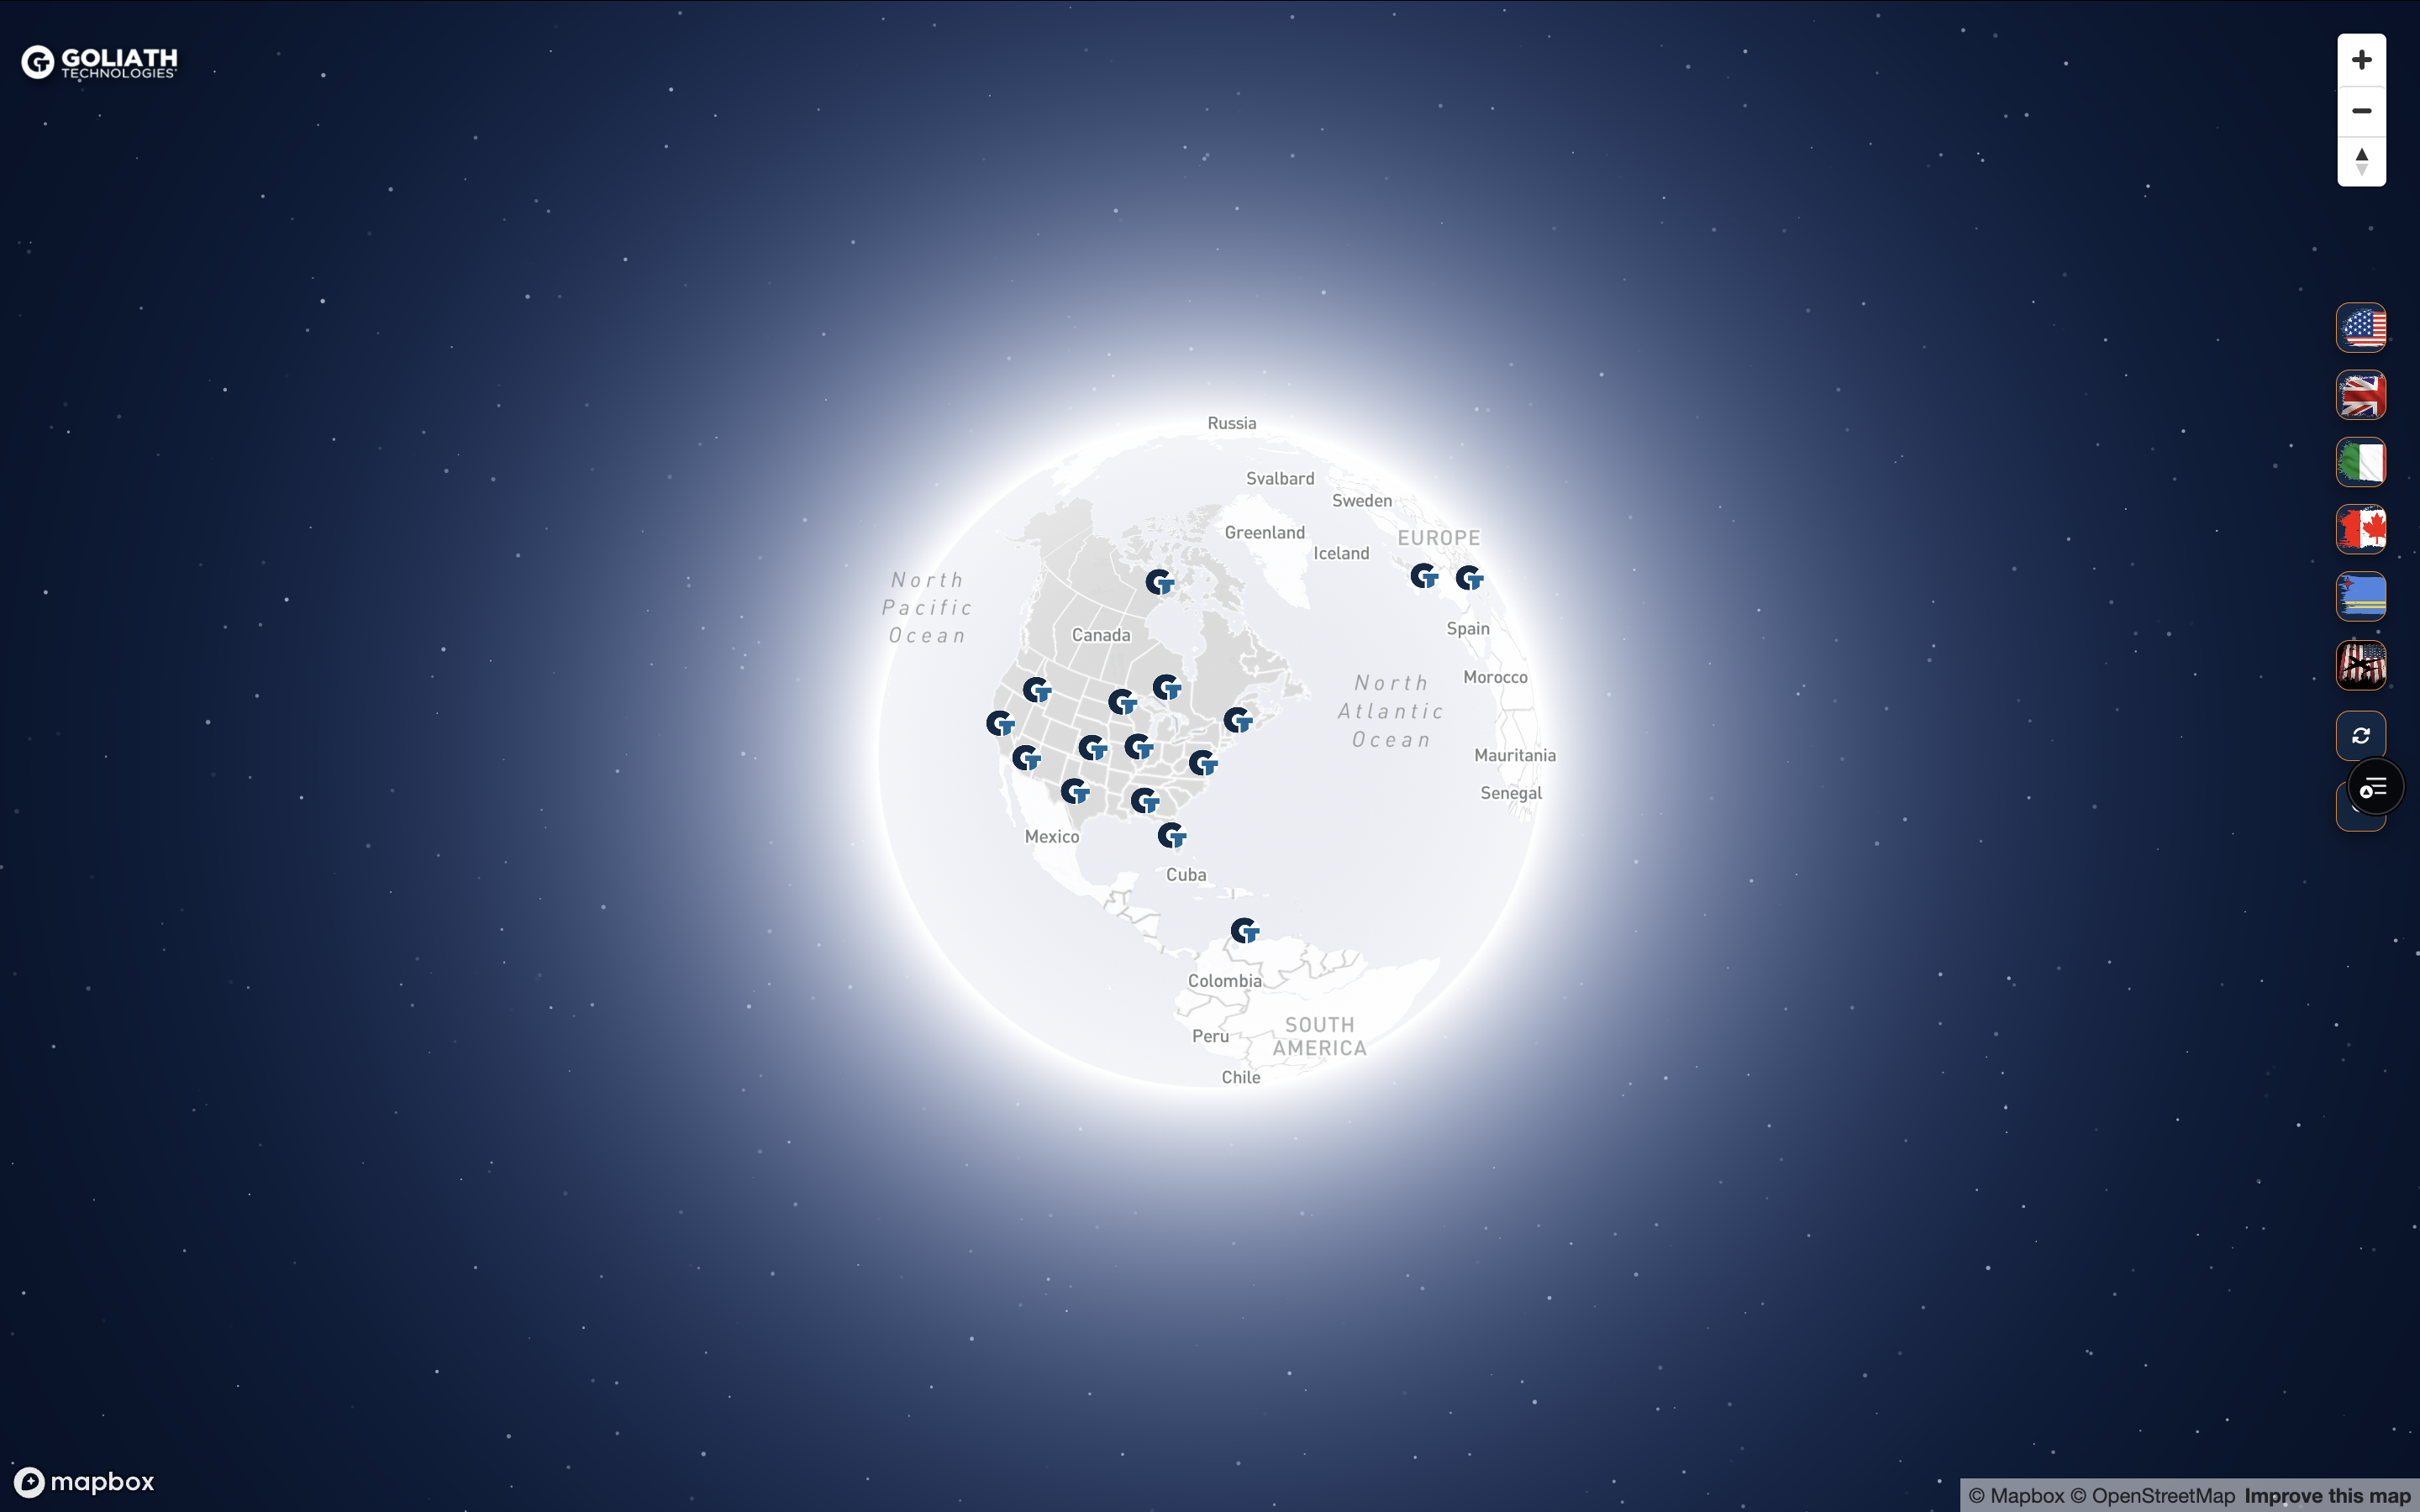 GOLIATH
TECHNOLOGIES
Russia
Svalbard
Sweden
Greenland
EUROPE
Iceland
North
Pacific
Ocean
Canada
Spain
Morocco
North
Atlantic
Ocean
Mauritania
Senegal
Mexico
Cuba
Colombia
SOUTH
AMERICA
Peru
Chile
mapbox
© Mapbox © OpenStreetMap Improve this map